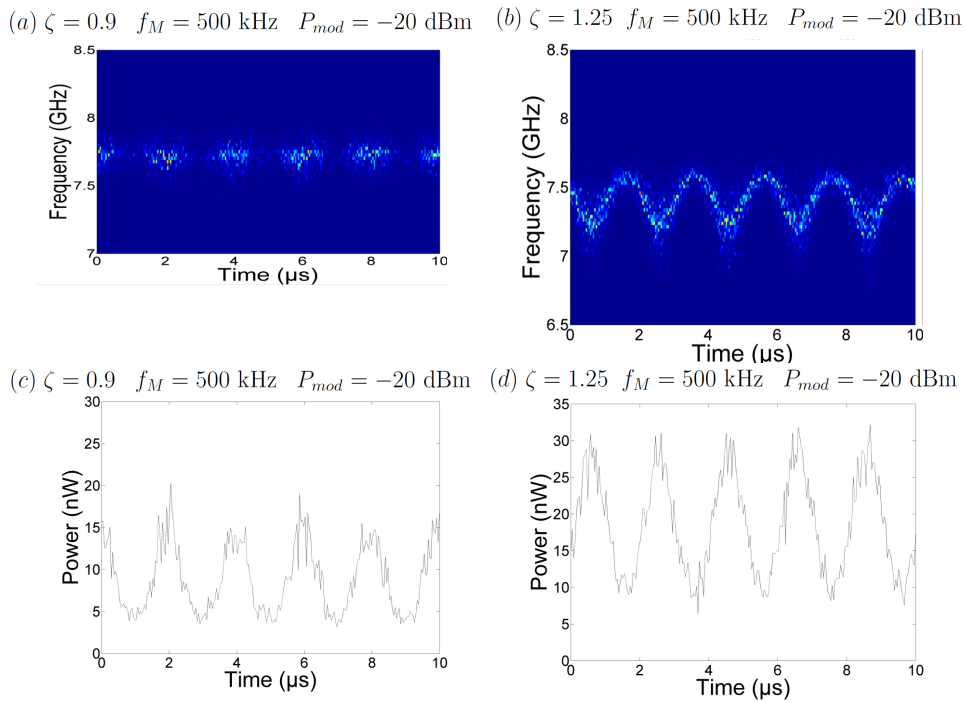 (a) ζ = 0.9 f_M = 500 kHz P_mod = −20 dBm
8.5
8
7.5
7
Frequency (GHz)
0 2 4 6 8 10
Time (µs)
(b) ζ = 1.25 f_M = 500 kHz P_mod = −20 dBm
8.5
8
7.5
7
6.5
Frequency (GHz)
0 2 4 6 8 10
Time (µs)
(c) ζ = 0.9 f_M = 500 kHz P_mod = −20 dBm
30
25
20
15
10
5
0
Power (nW)
0 2 4 6 8 10
Time (µs)
(d) ζ = 1.25 f_M = 500 kHz P_mod = −20 dBm
35
30
25
20
15
10
5
0
Power (nW)
0 2 4 6 8 10
Time (µs)